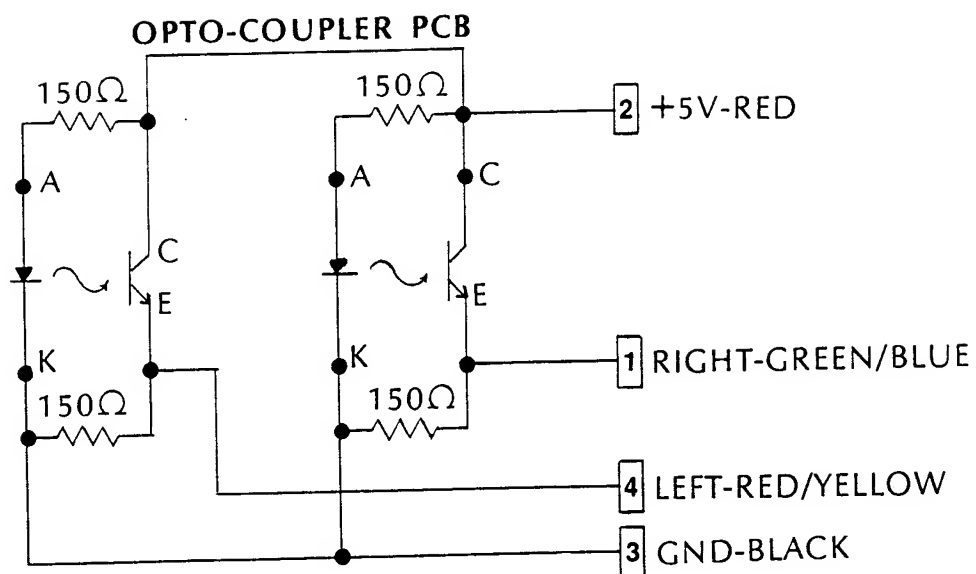 OPTO-COUPLER PCB
150Ω
150Ω
2 +5V-RED
A
A
C
C
E
E
K
K
1 RIGHT-GREEN/BLUE
150Ω
150Ω
4 LEFT-RED/YELLOW
3 GND-BLACK